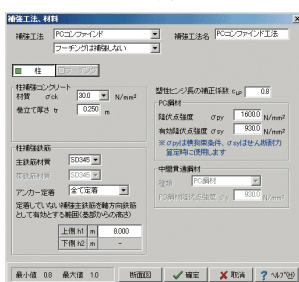 補強工法、材料
補強工法 PCコンファインド 補強工法名 PCコンファインド工法
フーチングは補強しない
柱 フーチング
柱補強コンクリート
材質 σck 30.0 N/mm²
巻立て厚さ tr 0.250 m
塑性ヒンジ長の補正係数 cμP 0.8
PC鋼材
降伏点強度 σpy 1600.0 N/mm²
有効降伏点強度 σsy 930.0 N/mm²
※σpyは横拘束条件、σsyはせん断耐力
算定時に使用します
柱補強鉄筋
主鉄筋材質 SD345
帯鉄筋材質 SD345
アンカー定着 全て定着
定着していない補強主鉄筋を軸方向鉄筋
として有効とする範囲(基部からの高さ)
上側 h1 m 8.000
下側 h2 m -
中間貫通鋼材
種類 PC鋼材
PC鋼材降伏点強度 σy 930.0 N/mm²
最小値 0.8 最大値 1.0 断面図 確定 取消 ? ヘルプ(H)